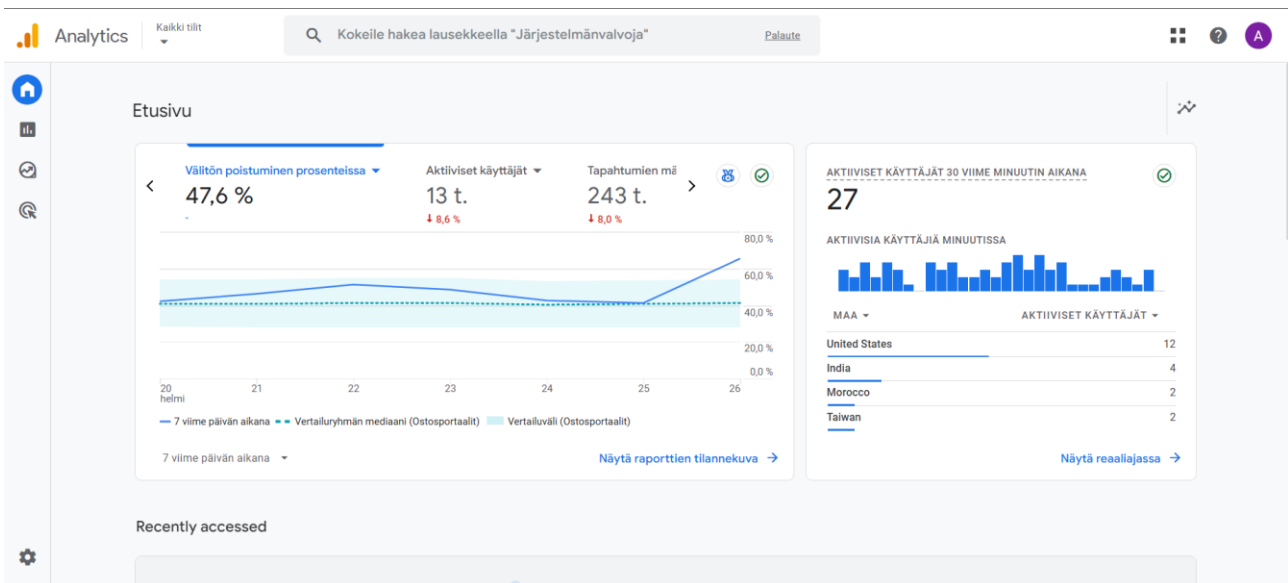 Analytics
Kaikki tilit
Kokeile hakea lausekkeella "Järjestelmänvalvoja"
Palaute
A
Etusivu
Välitön poistuminen prosenteissa
47,6 %
-
Aktiiviset käyttäjät
13 t.
↓ 8,6 %
Tapahtumien mä
243 t.
↓ 8,0 %
80,0 %
60,0 %
40,0 %
20,0 %
0,0 %
20 21 22 23 24 25 26
helmi
7 viime päivän aikana Vertailuryhmän mediaani (Ostosportaalit) Vertailuväli (Ostosportaalit)
7 viime päivän aikana
Näytä raporttien tilannekuva →
AKTIIVISET KÄYTTÄJÄT 30 VIIME MINUUTIN AIKANA
27
AKTIIVISIA KÄYTTÄJIÄ MINUUTISSA
MAA AKTIIVISET KÄYTTÄJÄT
United States 12
India 4
Morocco 2
Taiwan 2
Näytä reaaliajassa →
Recently accessed